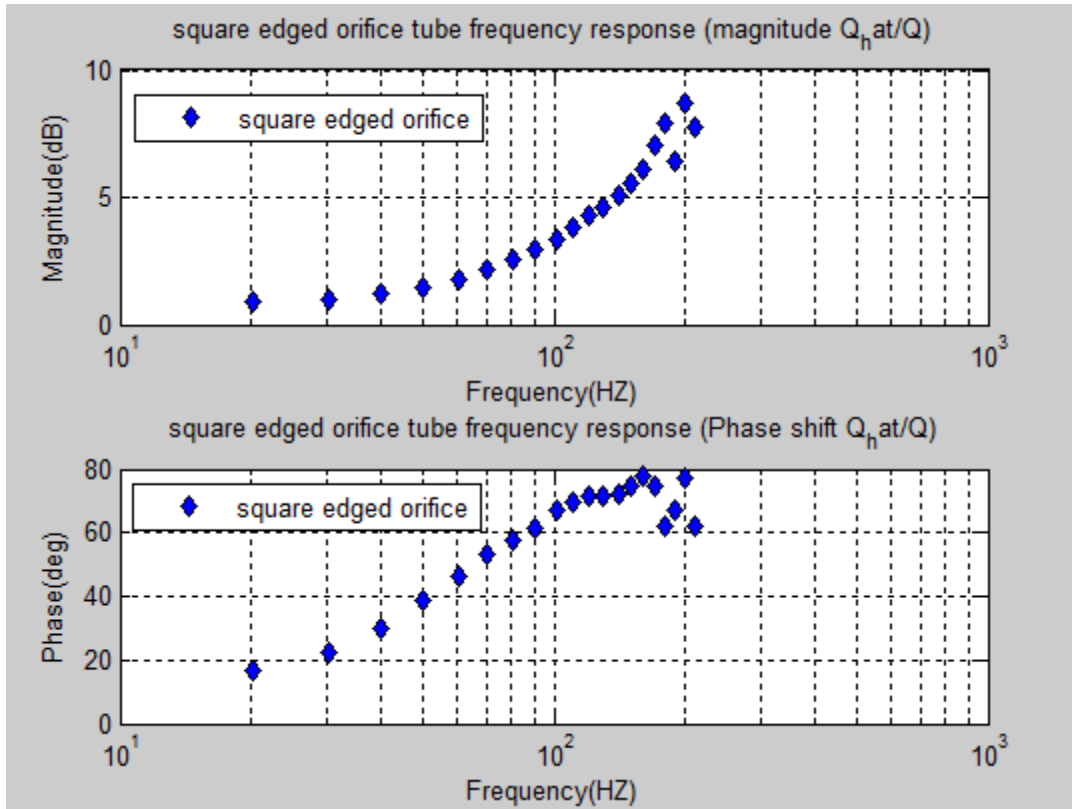 square edged orifice tube frequency response (magnitude Q_hat/Q)
10
5
0
Magnitude(dB)
square edged orifice
10^1
10^2
10^3
Frequency(HZ)
square edged orifice tube frequency response (Phase shift Q_hat/Q)
80
60
40
20
0
Phase(deg)
square edged orifice
10^1
10^2
10^3
Frequency(HZ)